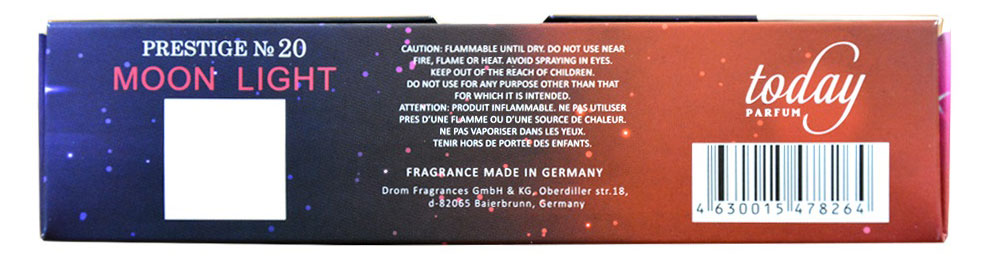 PRESTIGE № 20
MOON LIGHT
CAUTION: FLAMMABLE UNTIL DRY. DO NOT USE NEAR
FIRE, FLAME OR HEAT. AVOID SPRAYING IN EYES.
KEEP OUT OF THE REACH OF CHILDREN.
DO NOT USE FOR ANY PURPOSE OTHER THAN THAT
FOR WHICH IT IS INTENDED.
ATTENTION: PRODUIT INFLAMMABLE. NE PAS UTILISER
PRES D'UNE FLAMME OU D'UNE SOURCE DE CHALEUR.
NE PAS VAPORISER DANS LES YEUX.
TENIR HORS DE PORTEE DES ENFANTS.
FRAGRANCE MADE IN GERMANY
Drom Fragrances GmbH & KG, Oberdiller str.18,
d-82065 Baierbrunn, Germany
today
PARFUM
4 630015 478264